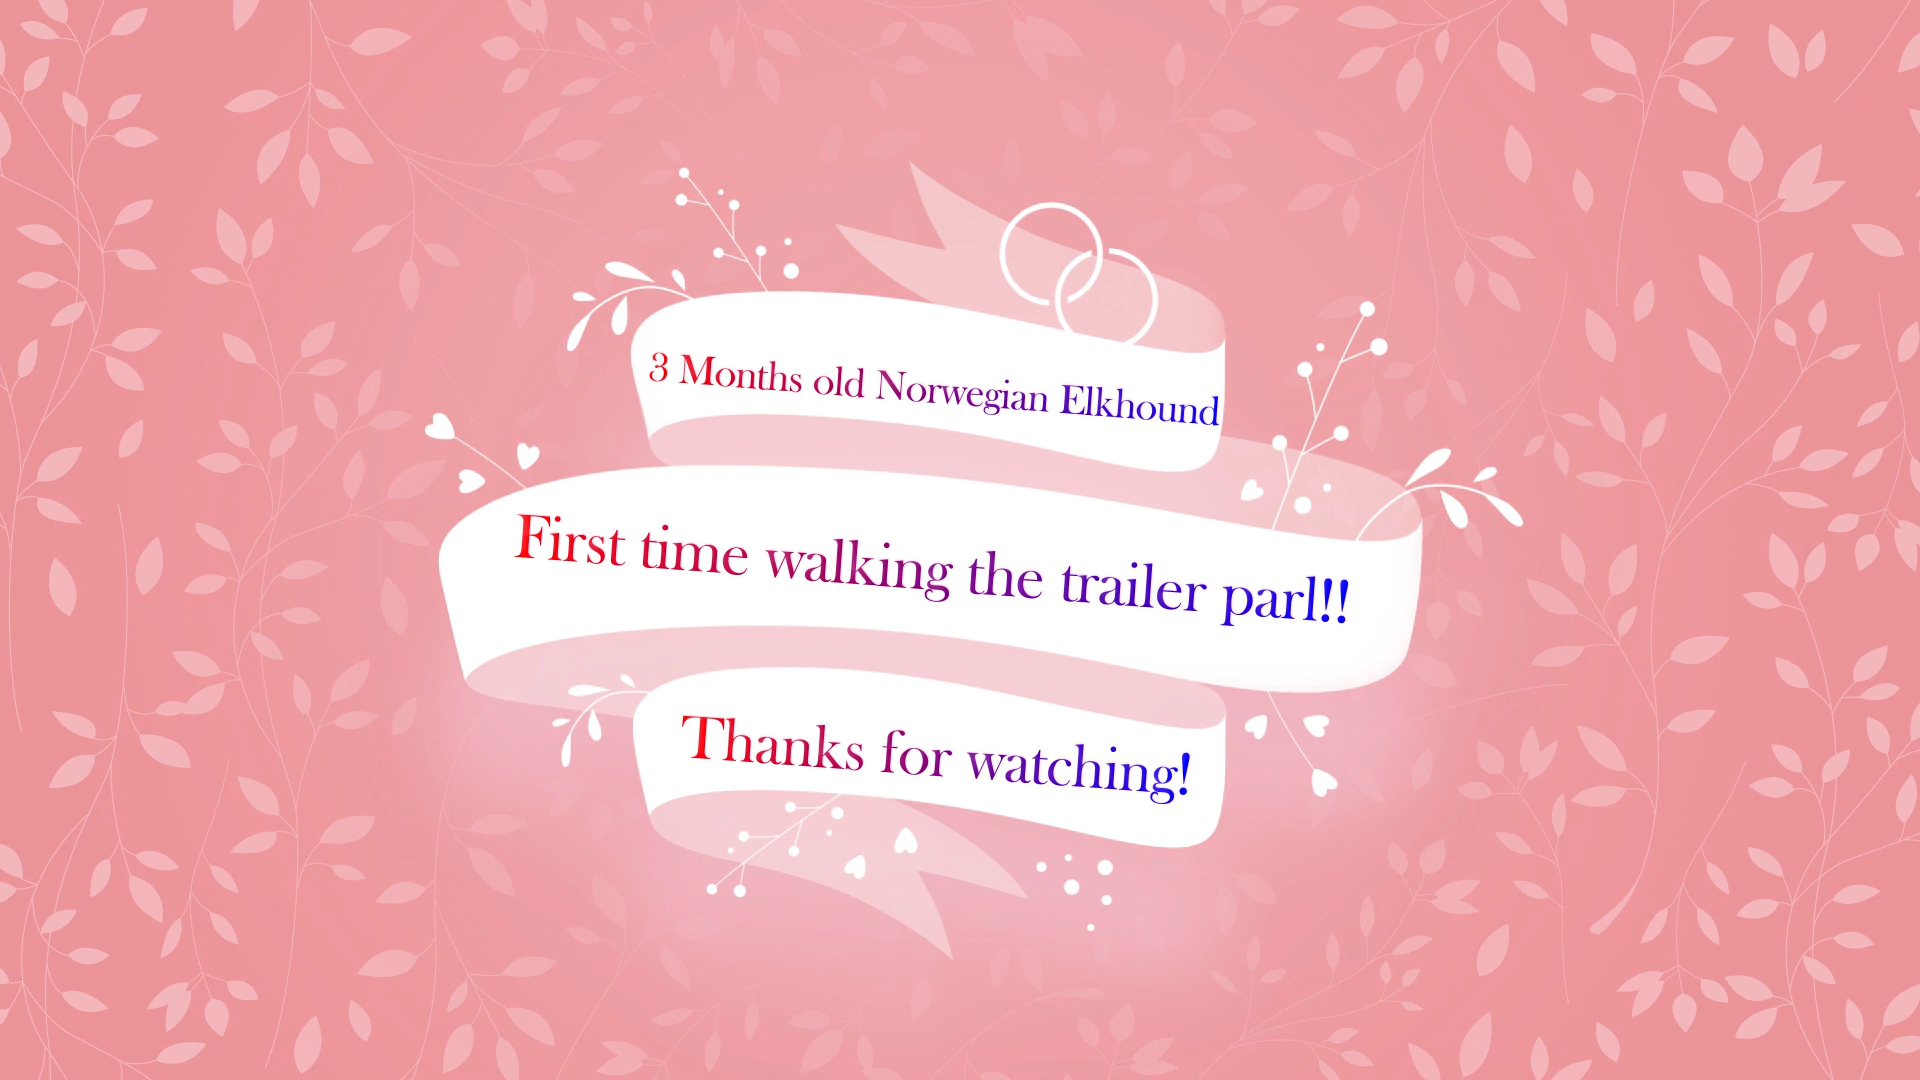 3 Months old Norwegian Elkhound
First time walking the trailer parl!!
Thanks for watching!